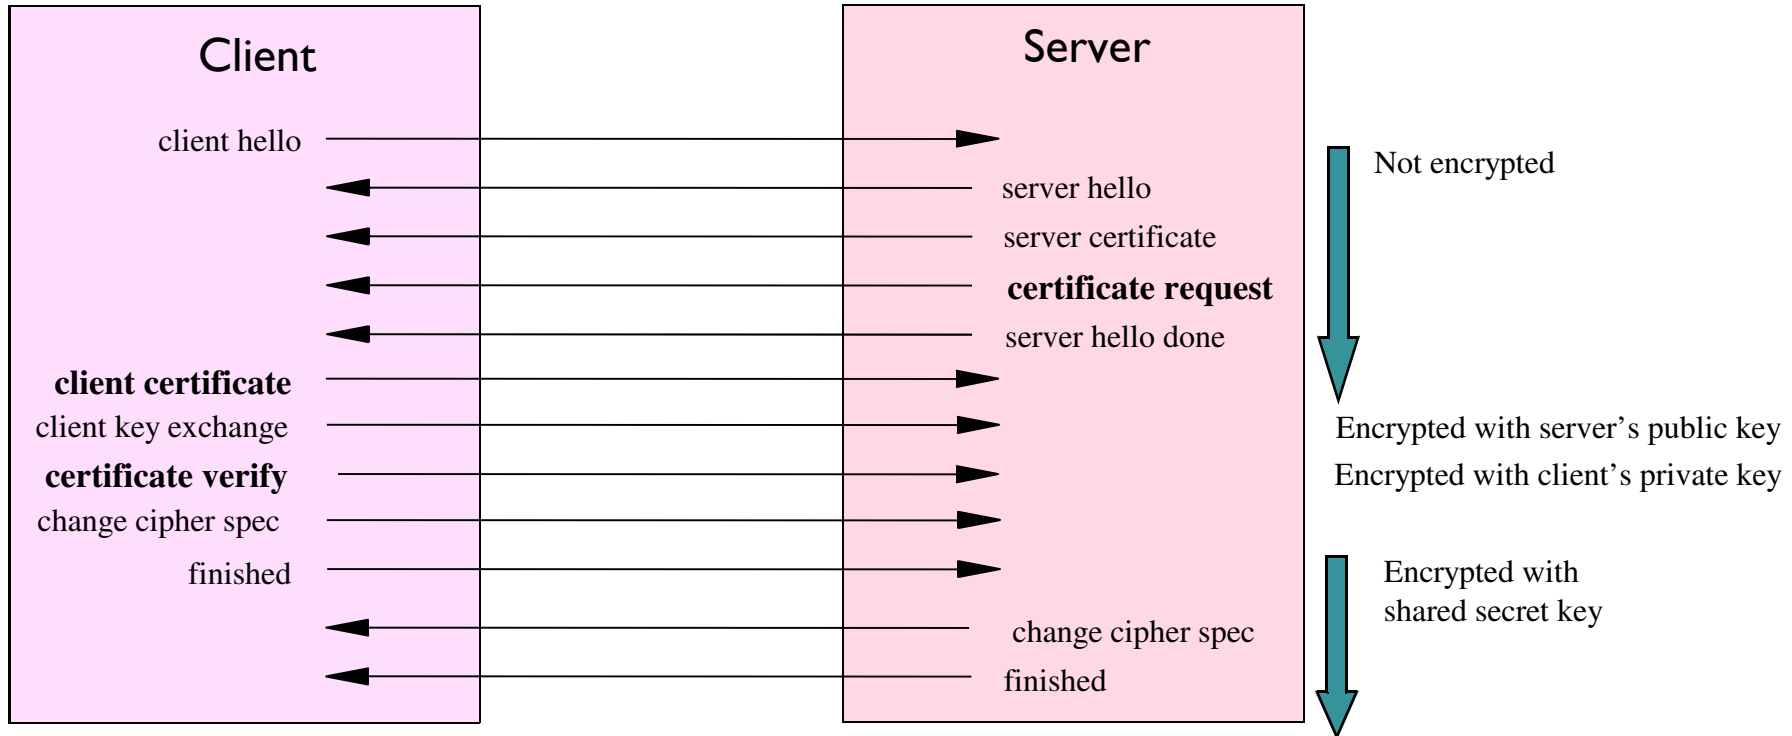 Client
Server
client hello
Not encrypted
server hello
server certificate
certificate request
server hello done
client certificate
client key exchange
Encrypted with server’s public key
certificate verify
Encrypted with client’s private key
change cipher spec
finished
Encrypted with
shared secret key
change cipher spec
finished